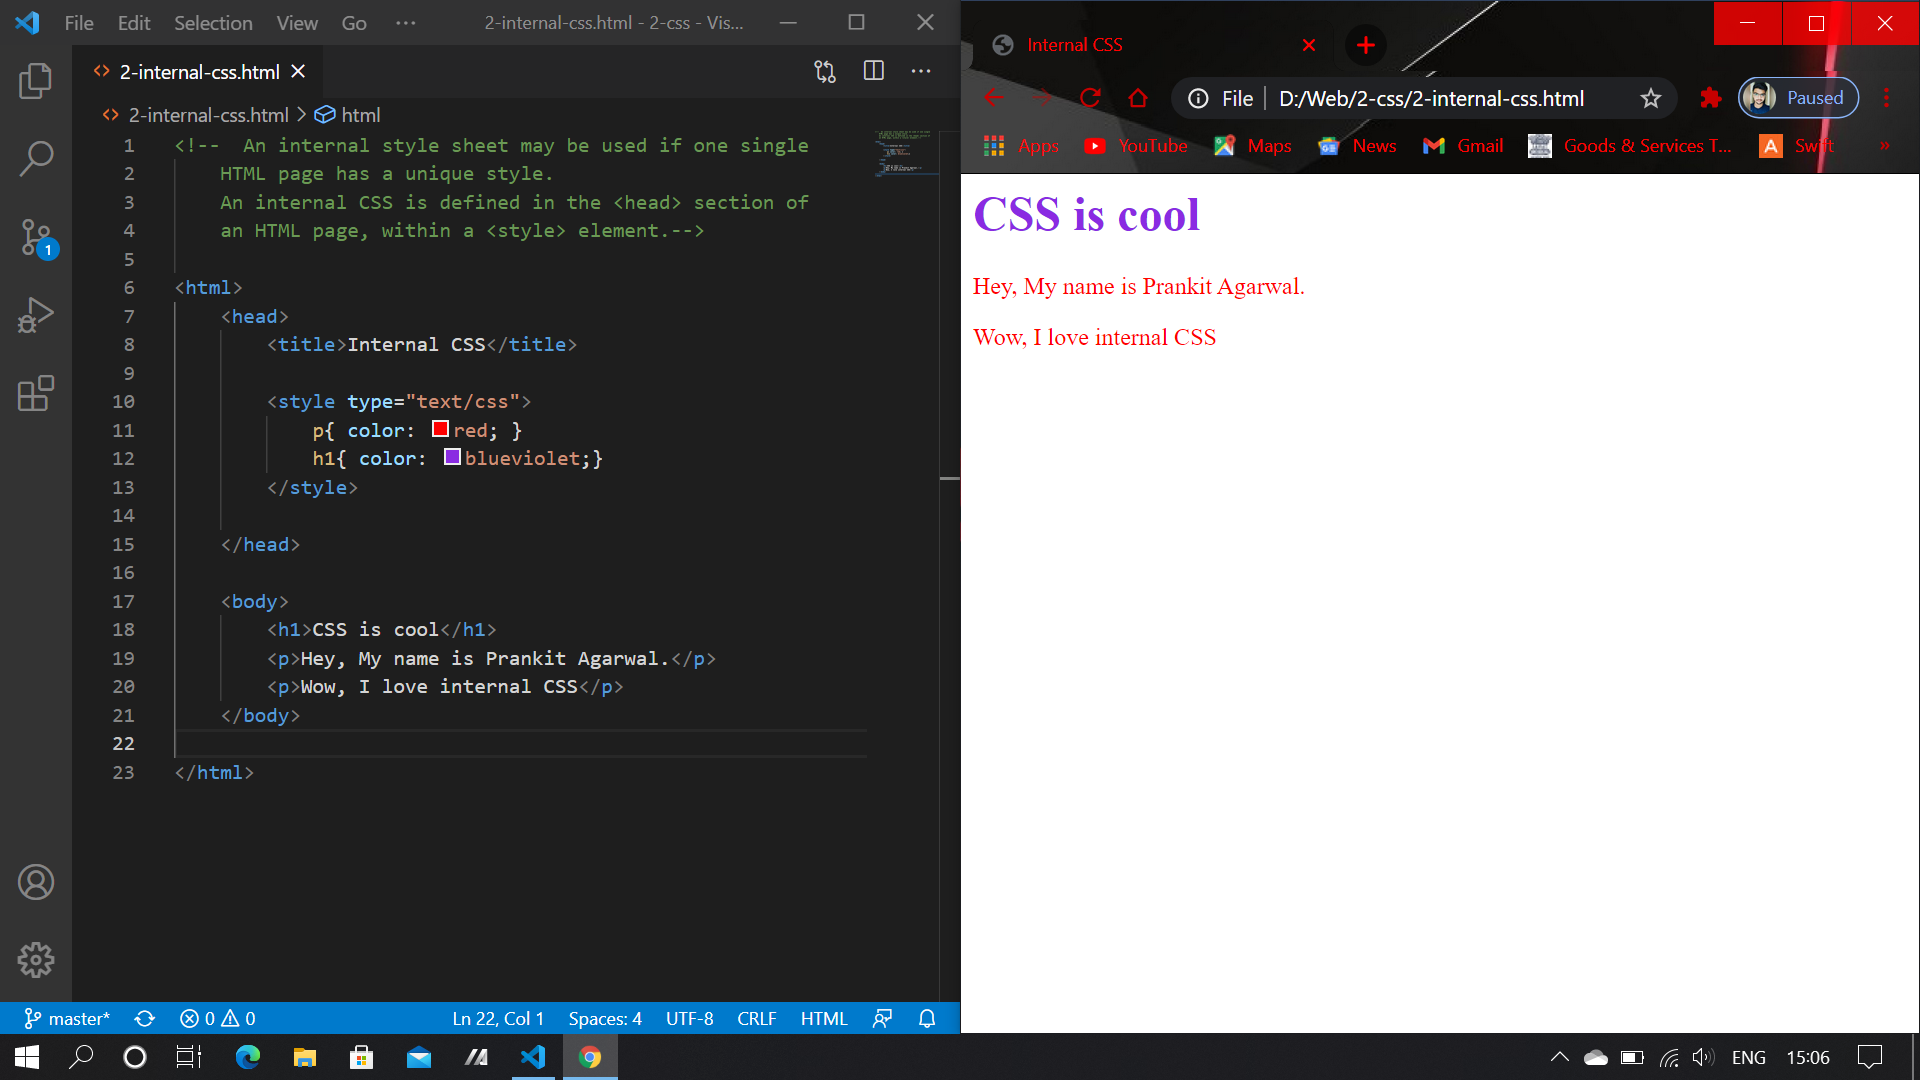 File Edit Selection View Go ··· 2-internal-css.html - 2-css - Vis...
2-internal-css.html
2-internal-css.html > html
1 <!--  An internal style sheet may be used if one single
2     HTML page has a unique style.
3     An internal CSS is defined in the <head> section of
4     an HTML page, within a <style> element.-->
5
6 <html>
7     <head>
8         <title>Internal CSS</title>
9
10         <style type="text/css">
11             p{ color: red; }
12             h1{ color: blueviolet;}
13         </style>
14
15     </head>
16
17     <body>
18         <h1>CSS is cool</h1>
19         <p>Hey, My name is Prankit Agarwal.</p>
20         <p>Wow, I love internal CSS</p>
21     </body>
22
23 </html>
1
master* 0 0 Ln 22, Col 1 Spaces: 4 UTF-8 CRLF HTML
Internal CSS
File D:/Web/2-css/2-internal-css.html Paused
Apps YouTube Maps News Gmail Goods & Services T... Swift »
CSS is cool
Hey, My name is Prankit Agarwal.
Wow, I love internal CSS
ENG 15:06